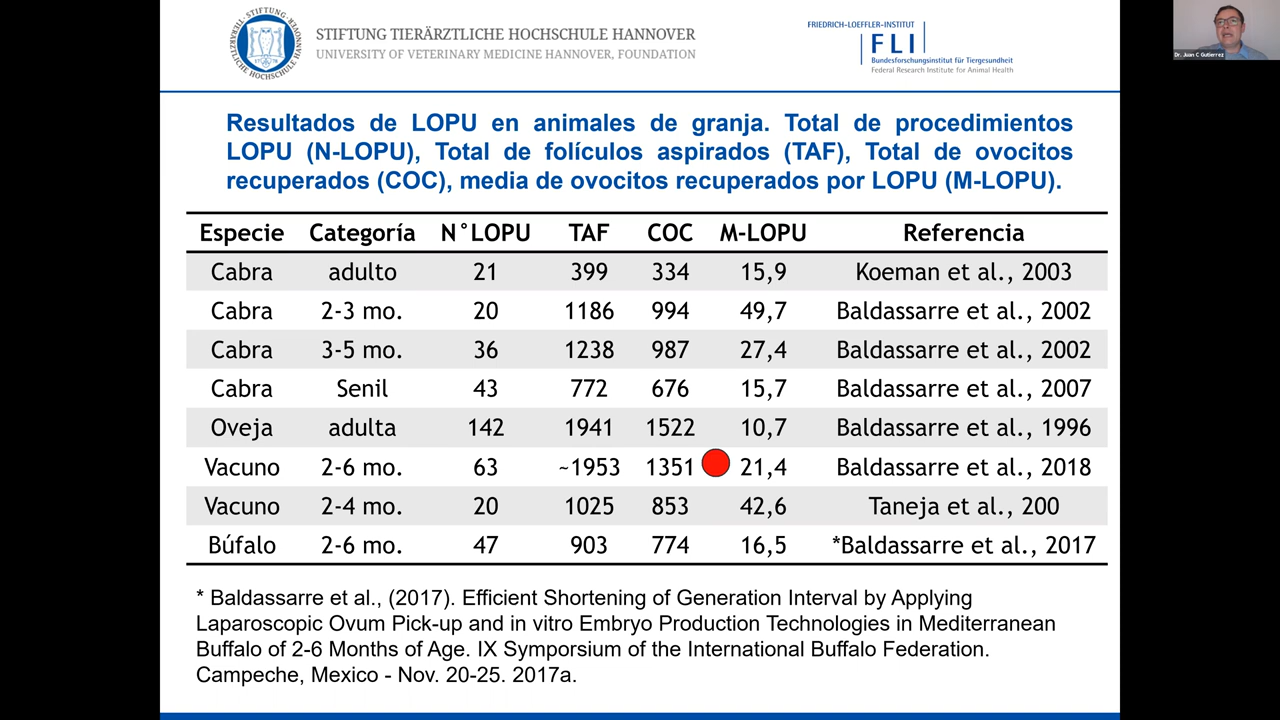 STIFTUNG TIERÄRZTLICHE HOCHSCHULE HANNOVER
UNIVERSITY OF VETERINARY MEDICINE HANNOVER, FOUNDATION
FRIEDRICH-LOEFFLER-INSTITUT
FLI
Bundesforschungsinstitut für Tiergesundheit
Federal Research Institute for Animal Health
Dr. Juan C Gutierrez
Resultados de LOPU en animales de granja. Total de procedimientos
LOPU (N-LOPU), Total de folículos aspirados (TAF), Total de ovocitos
recuperados (COC), media de ovocitos recuperados por LOPU (M-LOPU).
Especie Categoría N°LOPU TAF COC M-LOPU Referencia
Cabra adulto 21 399 334 15,9 Koeman et al., 2003
Cabra 2-3 mo. 20 1186 994 49,7 Baldassarre et al., 2002
Cabra 3-5 mo. 36 1238 987 27,4 Baldassarre et al., 2002
Cabra Senil 43 772 676 15,7 Baldassarre et al., 2007
Oveja adulta 142 1941 1522 10,7 Baldassarre et al., 1996
Vacuno 2-6 mo. 63 ~1953 1351 21,4 Baldassarre et al., 2018
Vacuno 2-4 mo. 20 1025 853 42,6 Taneja et al., 200
Búfalo 2-6 mo. 47 903 774 16,5 *Baldassarre et al., 2017
* Baldassarre et al., (2017). Efficient Shortening of Generation Interval by Applying
Laparoscopic Ovum Pick-up and in vitro Embryo Production Technologies in Mediterranean
Buffalo of 2-6 Months of Age. IX Symposium of the International Buffalo Federation.
Campeche, Mexico - Nov. 20-25. 2017a.